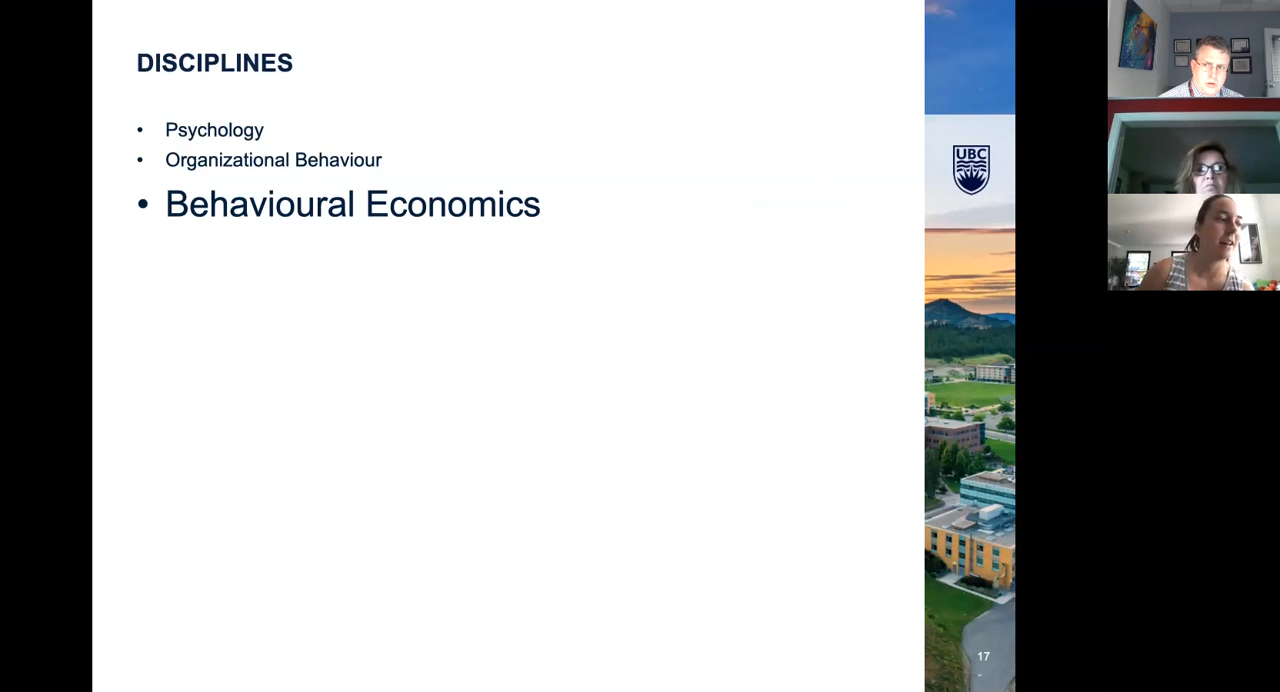 DISCIPLINES
• Psychology
• Organizational Behaviour
• Behavioural Economics
UBC
17